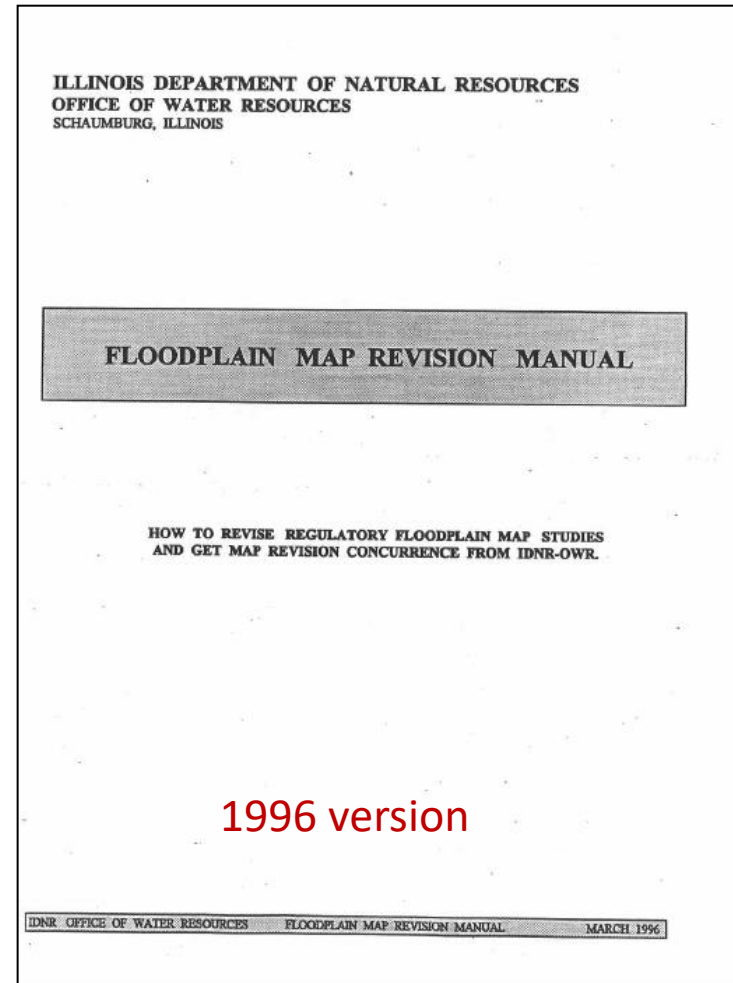 ILLINOIS DEPARTMENT OF NATURAL RESOURCES
OFFICE OF WATER RESOURCES
SCHAUMBURG, ILLINOIS
FLOODPLAIN MAP REVISION MANUAL
HOW TO REVISE REGULATORY FLOODPLAIN MAP STUDIES
AND GET MAP REVISION CONCURRENCE FROM IDNR-OWR.
1996 version
IDNR OFFICE OF WATER RESOURCES FLOODPLAIN MAP REVISION MANUAL MARCH 1996